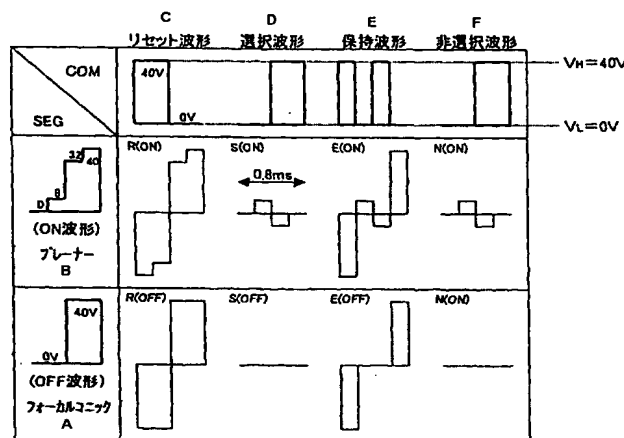 C D E F
リセット波形 選択波形 保持波形 非選択波形
COM
SEG
40V
0V
VH=40V
VL=0V
R(ON) S(ON) E(ON) N(ON)
0.8ms
0 8 32 40
(ON波形)
プレーナー
B
R(OFF) S(OFF) E(OFF) N(ON)
40V
0V
(OFF波形)
フォーカルコニック
A